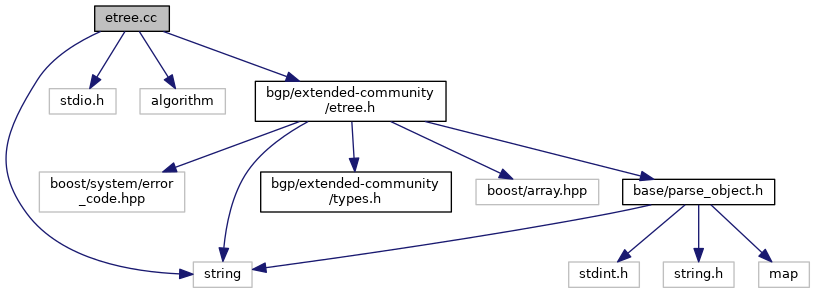 etree.cc
stdio.h
algorithm
bgp/extended-community
/etree.h
boost/system/error
_code.hpp
bgp/extended-community
/types.h
boost/array.hpp
base/parse_object.h
string
stdint.h
string.h
map